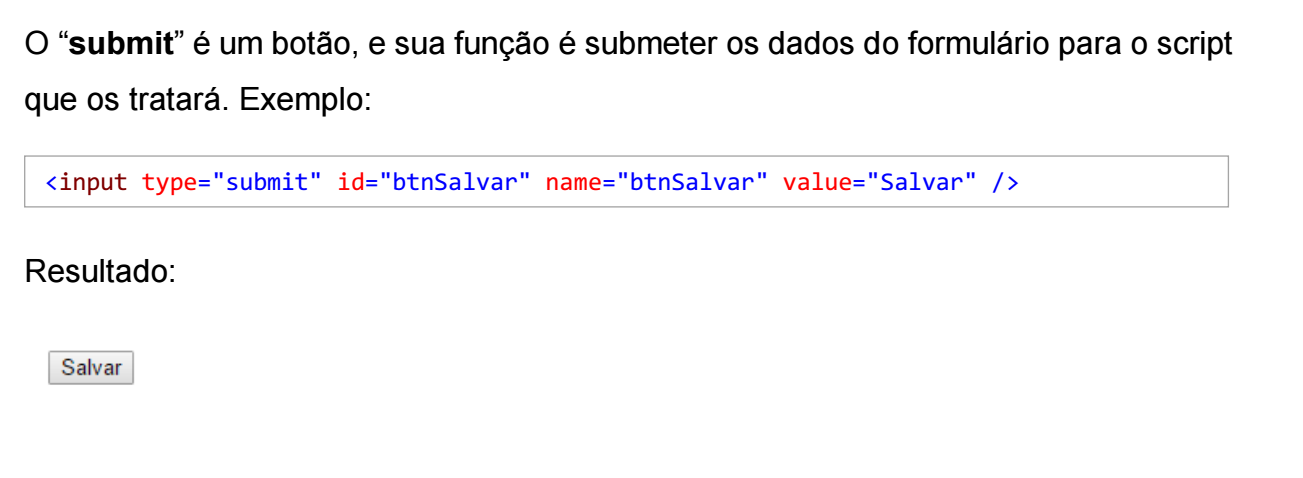 O “submit” é um botão, e sua função é submeter os dados do formulário para o script
que os tratará. Exemplo:
<input type="submit" id="btnSalvar" name="btnSalvar" value="Salvar" />
Resultado:
Salvar